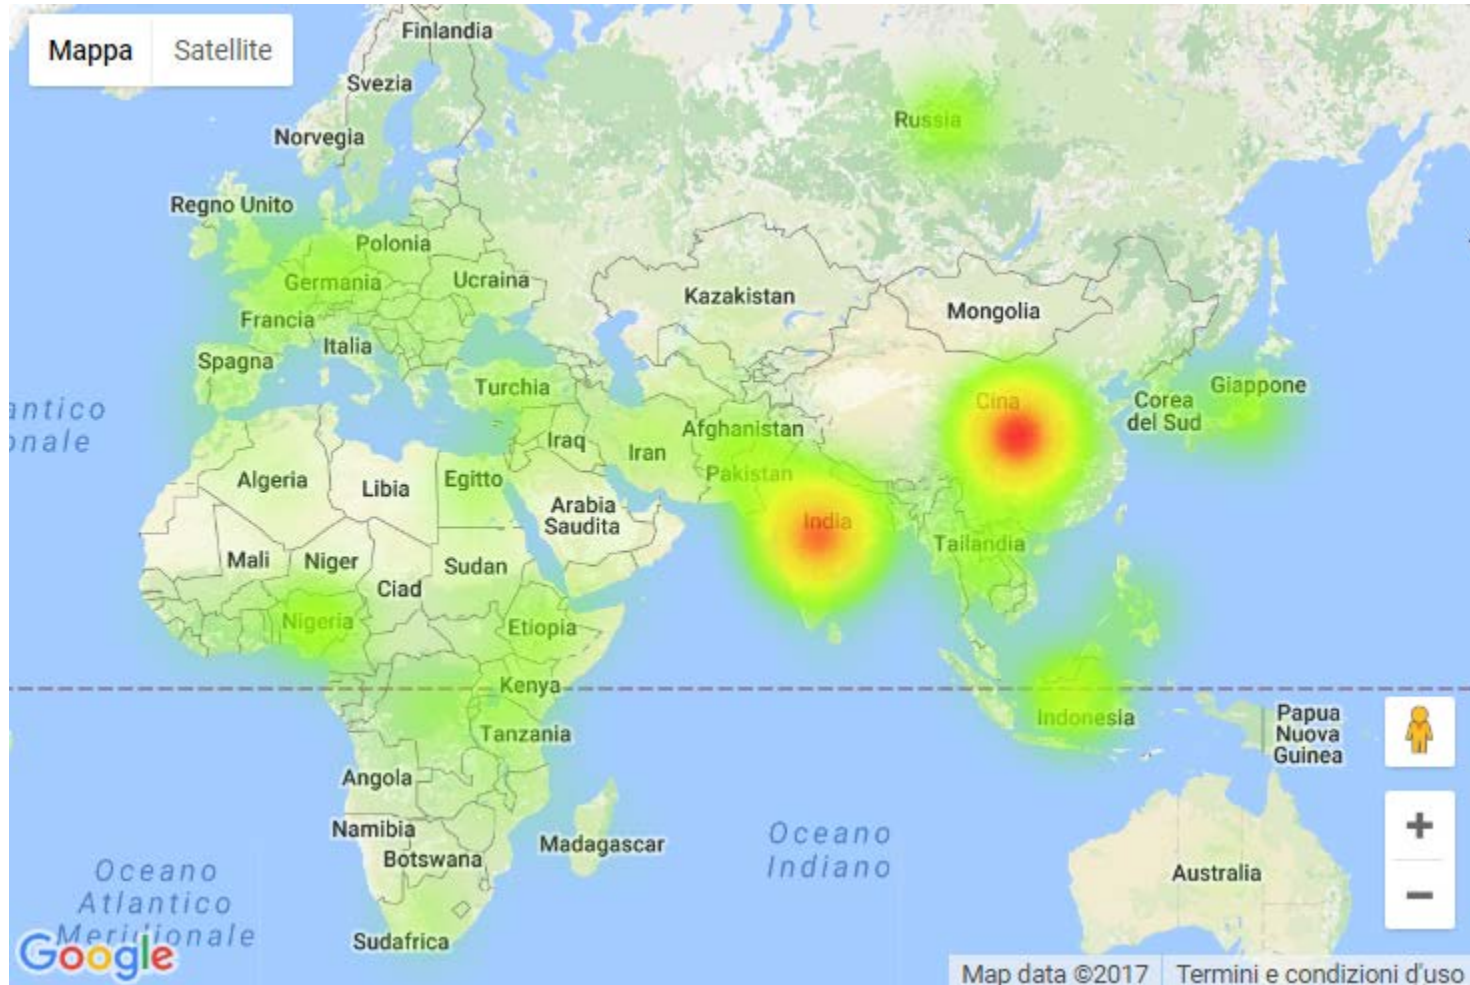 Mappa
Satellite
Finlandia
Svezia
Norvegia
Russia
Regno Unito
Polonia
Germania
Ucraina
Kazakistan
Mongolia
Francia
Italia
Spagna
Turchia
Cina
Giappone
Corea
del Sud
antico
onale
Iraq
Iran
Afghanistan
Pakistan
Algeria
Libia
Egitto
Arabia
Saudita
India
Tailandia
Mali
Niger
Ciad
Sudan
Nigeria
Etiopia
Kenya
Indonesia
Papua
Nuova
Guinea
Tanzania
Angola
Namibia
Botswana
Madagascar
Oceano
Indiano
Australia
Oceano
Atlantico
Meridionale
Sudafrica
Google
Map data ©2017
Termini e condizioni d'uso